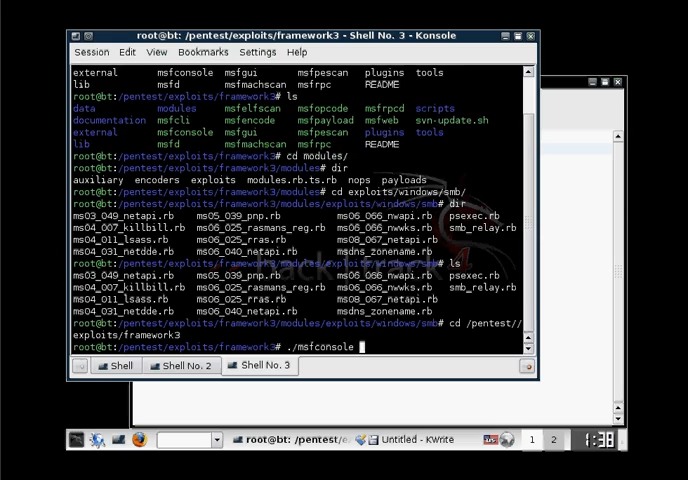 root@bt: /pentest/exploits/framework3 - Shell No. 3 - Konsole
Session Edit View Bookmarks Settings Help
external msfconsole msfgui msfpescan plugins tools
lib msfd msfmachscan msfrpc README
root@bt:/pentest/exploits/framework3# ls
data modules msfelfscan msfopcode msfrpcd scripts
documentation msfcli msfencode msfpayload msfweb svn-update.sh
external msfconsole msfgui msfpescan plugins tools
lib msfd msfmachscan msfrpc README
root@bt:/pentest/exploits/framework3# cd modules/
root@bt:/pentest/exploits/framework3/modules# dir
auxiliary encoders exploits modules.rb.ts.rb nops payloads
root@bt:/pentest/exploits/framework3/modules# cd exploits/windows/smb/
root@bt:/pentest/exploits/framework3/modules/exploits/windows/smb# dir
ms03_049_netapi.rb ms05_039_pnp.rb ms06_066_nwapi.rb psexec.rb
ms04_007_killbill.rb ms06_025_rasmans_reg.rb ms06_066_nwwks.rb smb_relay.rb
ms04_011_lsass.rb ms06_025_rras.rb ms08_067_netapi.rb
ms04_031_netdde.rb ms06_040_netapi.rb msdns_zonename.rb
root@bt:/pentest/exploits/framework3/modules/exploits/windows/smb# ls
ms03_049_netapi.rb ms05_039_pnp.rb ms06_066_nwapi.rb psexec.rb
ms04_007_killbill.rb ms06_025_rasmans_reg.rb ms06_066_nwwks.rb smb_relay.rb
ms04_011_lsass.rb ms06_025_rras.rb ms08_067_netapi.rb
ms04_031_netdde.rb ms06_040_netapi.rb msdns_zonename.rb
root@bt:/pentest/exploits/framework3/modules/exploits/windows/smb# cd /pentest//
exploits/framework3
root@bt:/pentest/exploits/framework3# ./msfconsole
Shell Shell No. 2 Shell No. 3
root@bt: /pentest/e Untitled - KWrite US 1 2 1:38